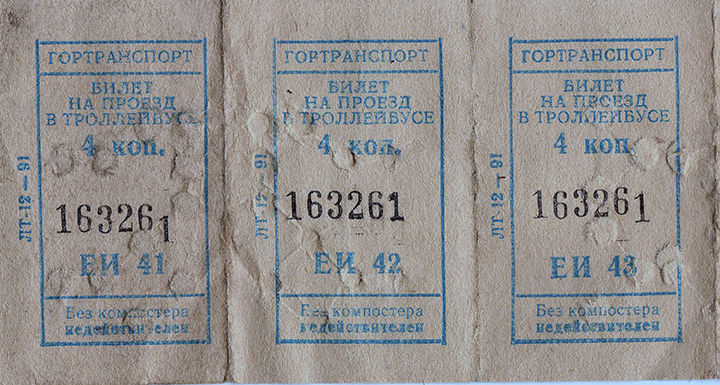 ГОРТРАНСПОРТ
БИЛЕТ
НА ПРОЕЗД
В ТРОЛЛЕЙБУСЕ
4 коп.
163261
ЕИ 41
Без компостера
недействителен
ЛТ-12—91
ГОРТРАНСПОРТ
БИЛЕТ
НА ПРОЕЗД
В ТРОЛЛЕЙБУСЕ
4 коп.
163261
ЕИ 42
Без компостера
недействителен
ЛТ-12—91
ГОРТРАНСПОРТ
БИЛЕТ
НА ПРОЕЗД
В ТРОЛЛЕЙБУСЕ
4 коп
163261
ЕИ 43
Без компостера
недействителен
ЛТ-12—91